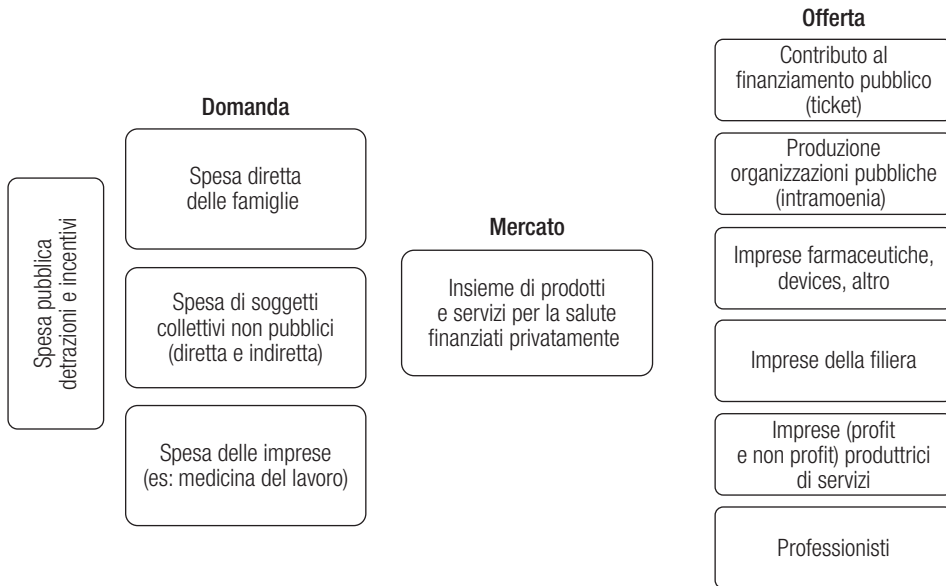 Spesa pubblica
detrazioni e incentivi
Domanda
Spesa diretta
delle famiglie
Spesa di soggetti
collettivi non pubblici
(diretta e indiretta)
Spesa delle imprese
(es: medicina del lavoro)
Mercato
Insieme di prodotti
e servizi per la salute
finanziati privatamente
Offerta
Contributo al
finanziamento pubblico
(ticket)
Produzione
organizzazioni pubbliche
(intramoenia)
Imprese farmaceutiche,
devices, altro
Imprese della filiera
Imprese (profit
e non profit) produttrici
di servizi
Professionisti